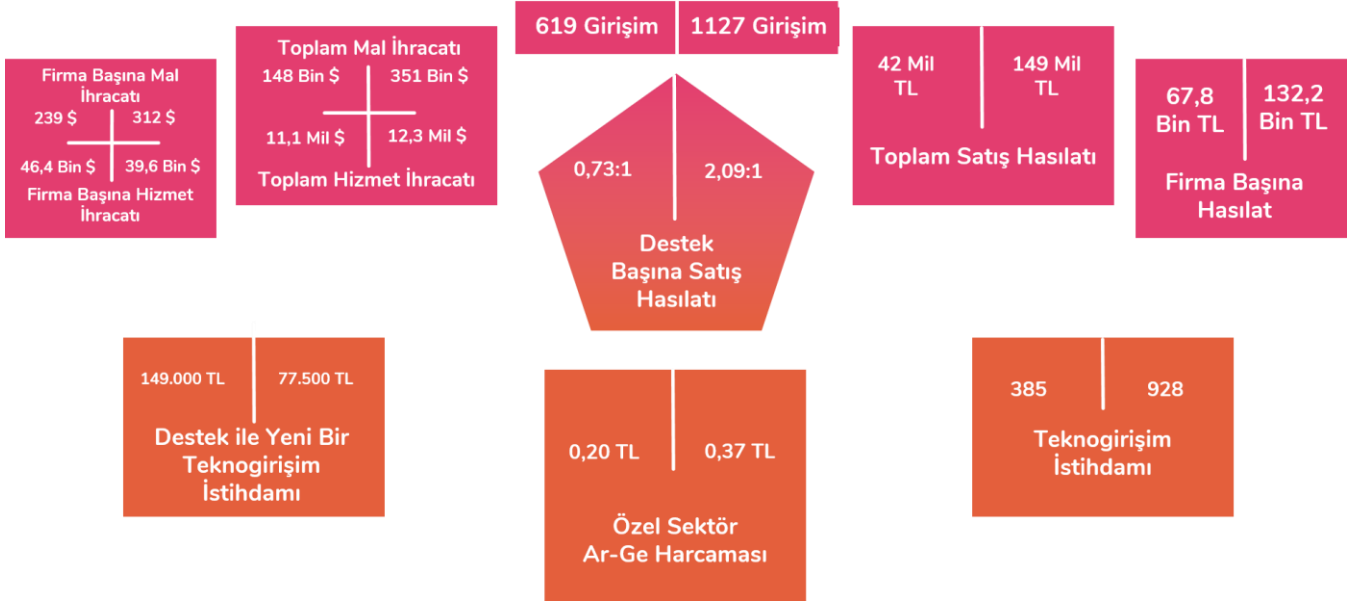 619 Girişim
1127 Girişim
Firma Başına Mal
İhracatı
239 $
312 $
46,4 Bin $
39,6 Bin $
Firma Başına Hizmet
İhracatı
Toplam Mal İhracatı
148 Bin $
351 Bin $
11,1 Mil $
12,3 Mil $
Toplam Hizmet İhracatı
0,73:1
2,09:1
Destek
Başına Satış
Hasılatı
42 Mil
TL
149 Mil
TL
Toplam Satış Hasılatı
67,8
Bin TL
132,2
Bin TL
Firma Başına
Hasılat
149.000 TL
77.500 TL
Destek ile Yeni Bir
Teknogirişim
İstihdamı
0,20 TL
0,37 TL
Özel Sektör
Ar-Ge Harcaması
385
928
Teknogirişim
İstihdamı